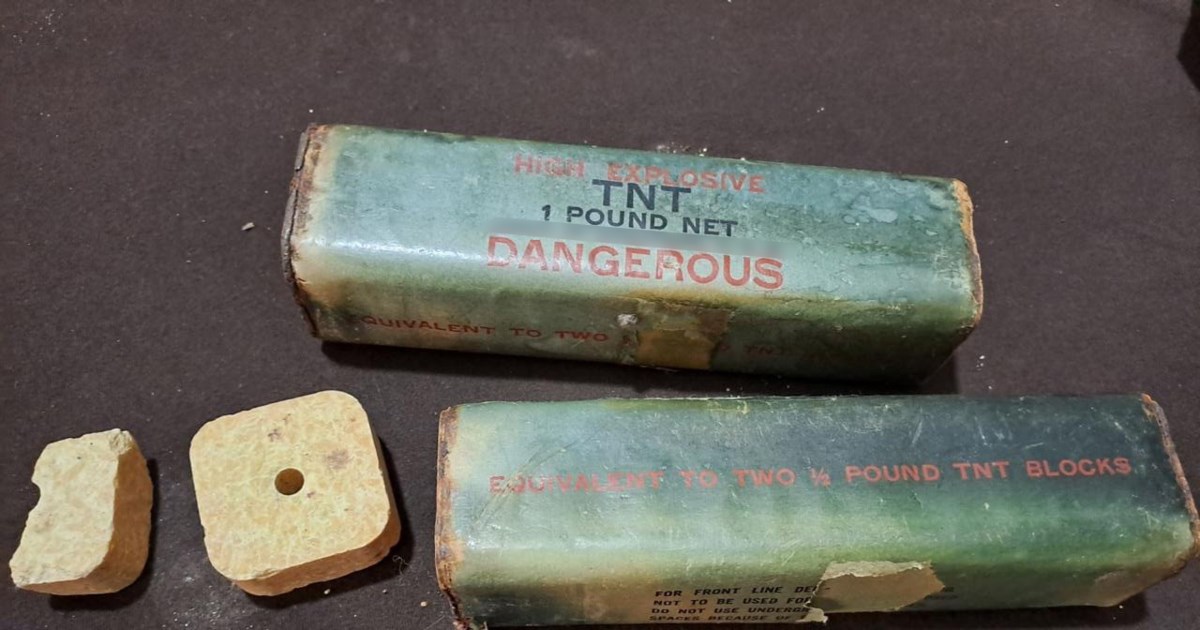 HIGH EXPLOSIVE
TNT
1 POUND NET
DANGEROUS
EQUIVALENT TO TWO
EQUIVALENT TO TWO ½ POUND TNT BLOCKS
FOR FRONT LINE
NOT TO BE USED
DO NOT USE
SPACES BECAUSE OF